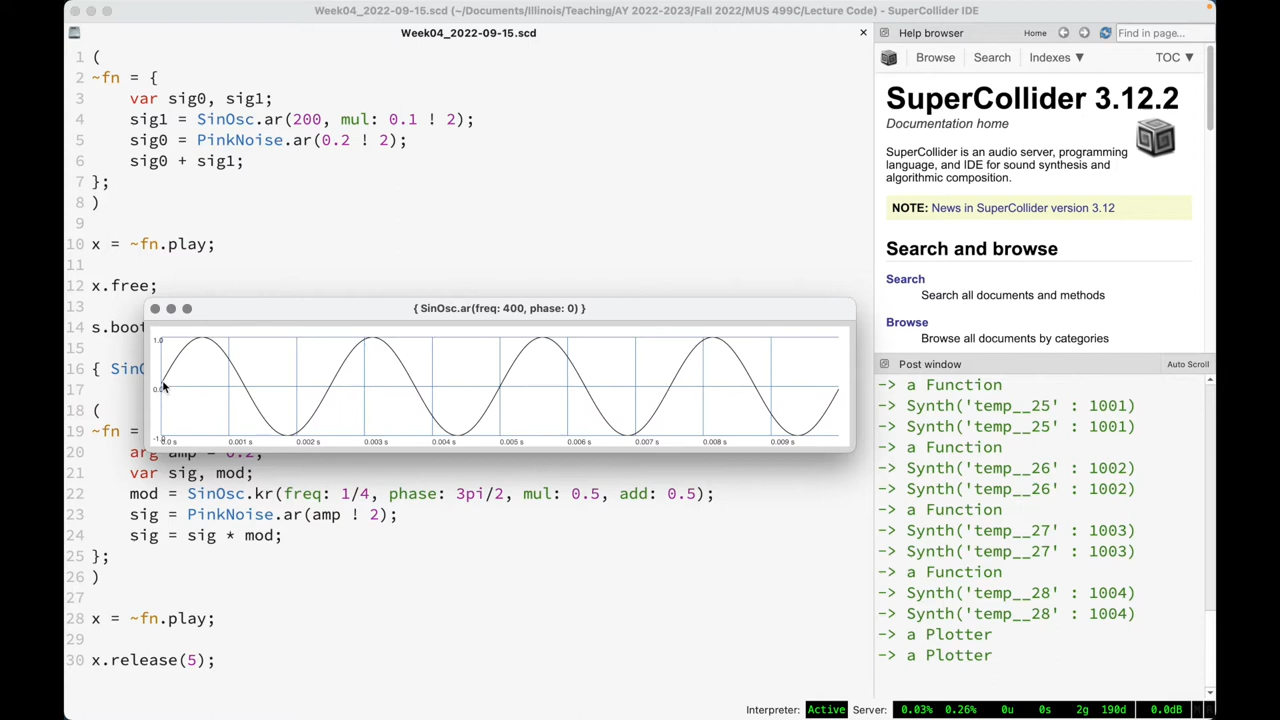 Week04_2022-09-15.scd (~/Documents/Illinois/Teaching/AY 2022-2023/Fall 2022/MUS 499C/Lecture Code) - SuperCollider IDE
Week04_2022-09-15.scd
1 (
2 ~fn = {
3 var sig0, sig1;
4 sig1 = SinOsc.ar(200, mul: 0.1 ! 2);
5 sig0 = PinkNoise.ar(0.2 ! 2);
6 sig0 + sig1;
7 };
8 )
9
10 x = ~fn.play;
11
12 x.free;
13
14 s.boot
15
16 { SinO
17
18 (
19 ~fn =
20 arg amp = 0.2;
21 var sig, mod;
22 mod = SinOsc.kr(freq: 1/4, phase: 3pi/2, mul: 0.5, add: 0.5);
23 sig = PinkNoise.ar(amp ! 2);
24 sig = sig * mod;
25 };
26 )
27
28 x = ~fn.play;
29
30 x.release(5);
{ SinOsc.ar(freq: 400, phase: 0) }
1.0
0.0
-1.0
0.0 s 0.001 s 0.002 s 0.003 s 0.004 s 0.005 s 0.006 s 0.007 s 0.008 s 0.009 s
Help browser Home Find in page...
Browse Search Indexes ▼ TOC ▼
SuperCollider 3.12.2
Documentation home
SuperCollider is an audio server, programming
language, and IDE for sound synthesis and
algorithmic composition.
NOTE: News in SuperCollider version 3.12
Search and browse
Search
Search all documents and methods
Browse
Browse all documents by categories
Post window Auto Scroll
-> a Function
-> Synth('temp__25' : 1001)
-> Synth('temp__25' : 1001)
-> a Function
-> Synth('temp__26' : 1002)
-> Synth('temp__26' : 1002)
-> a Function
-> Synth('temp__27' : 1003)
-> Synth('temp__27' : 1003)
-> a Function
-> Synth('temp__28' : 1004)
-> Synth('temp__28' : 1004)
-> a Plotter
-> a Plotter
Interpreter: Active Server: 0.03% 0.26% 0u 0s 2g 190d 0.0dB